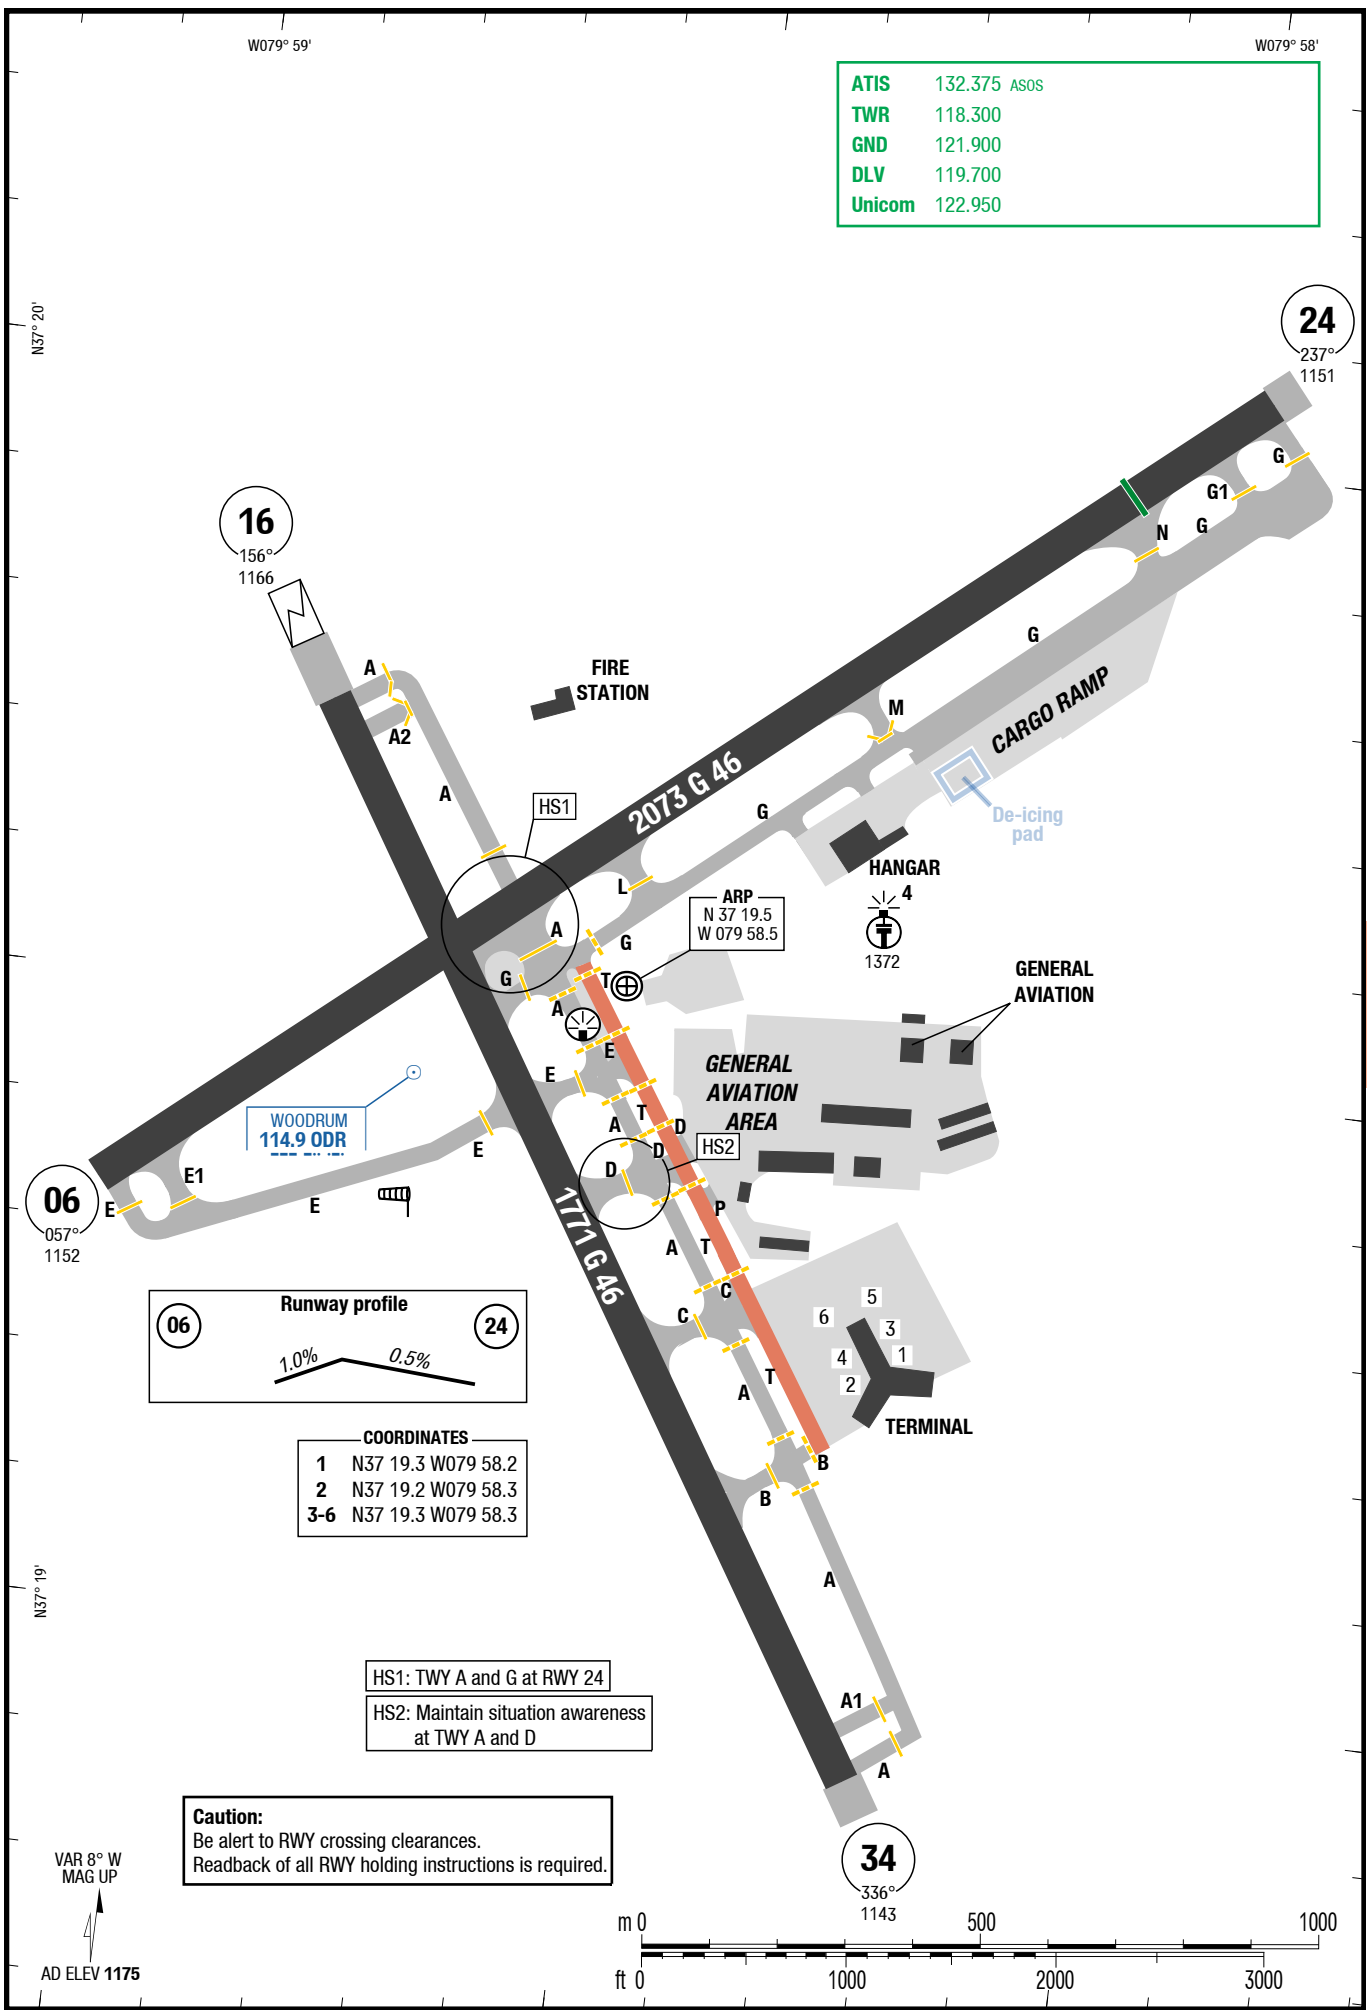 W079° 59'
W079° 58'
ATIS 132.375 ASOS
TWR 118.300
GND 121.900
DLV 119.700
Unicom 122.950
N37° 20'
24
237°
1151
G
G1
G
N
16
156°
1166
G
A
FIRE
STATION
A2
M
CARGO RAMP
2073 G 46
A
HS1
G
De-icing
pad
HANGAR
4
1372
L
ARP
N 37 19.5
W 079 58.5
A
G
GENERAL
AVIATION
G
T
A
E
E
GENERAL
AVIATION
AREA
WOODRUM
114.9 ODR
T
A
D
D
HS2
E
D
E1
E
06
057°
1152
E
P
1771 G 46
A
T
C
C
Runway profile
06
24
1.0%
0.5%
5
6
3
4
1
2
T
A
TERMINAL
COORDINATES
1 N37 19.3 W079 58.2
2 N37 19.2 W079 58.3
3-6 N37 19.3 W079 58.3
B
B
N37° 19'
A
HS1: TWY A and G at RWY 24
HS2: Maintain situation awareness
at TWY A and D
A1
A
Caution:
Be alert to RWY crossing clearances.
Readback of all RWY holding instructions is required.
34
336°
1143
VAR 8° W
MAG UP
AD ELEV 1175
m 0 500 1000
ft 0 1000 2000 3000